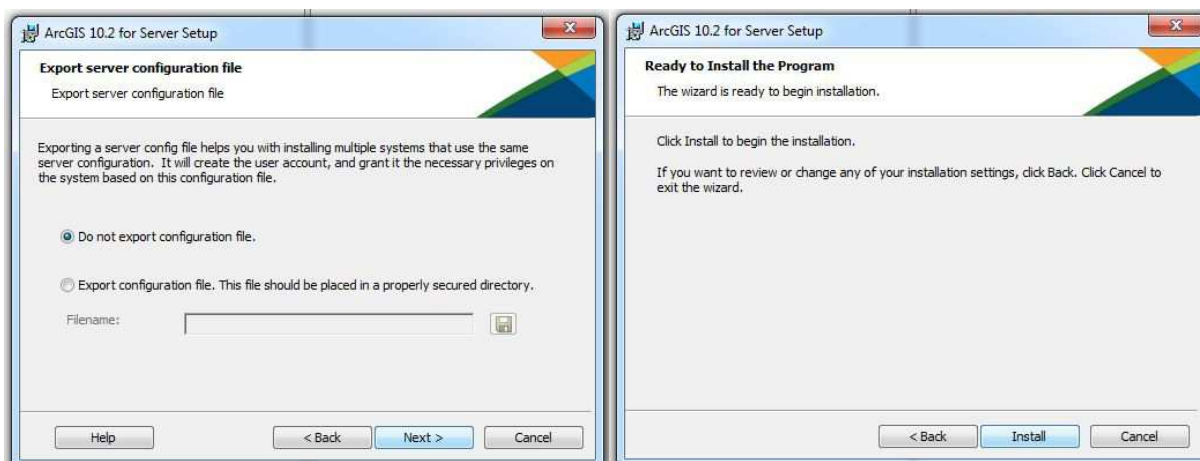 ArcGIS 10.2 for Server Setup
Export server configuration file
Export server configuration file
Exporting a server config file helps you with installing multiple systems that use the same
server configuration. It will create the user account, and grant it the necessary privileges on
the system based on this configuration file.
Do not export configuration file.
Export configuration file. This file should be placed in a properly secured directory.
Filename:
Help
< Back
Next >
Cancel
ArcGIS 10.2 for Server Setup
Ready to Install the Program
The wizard is ready to begin installation.
Click Install to begin the installation.
If you want to review or change any of your installation settings, click Back. Click Cancel to
exit the wizard.
< Back
Install
Cancel